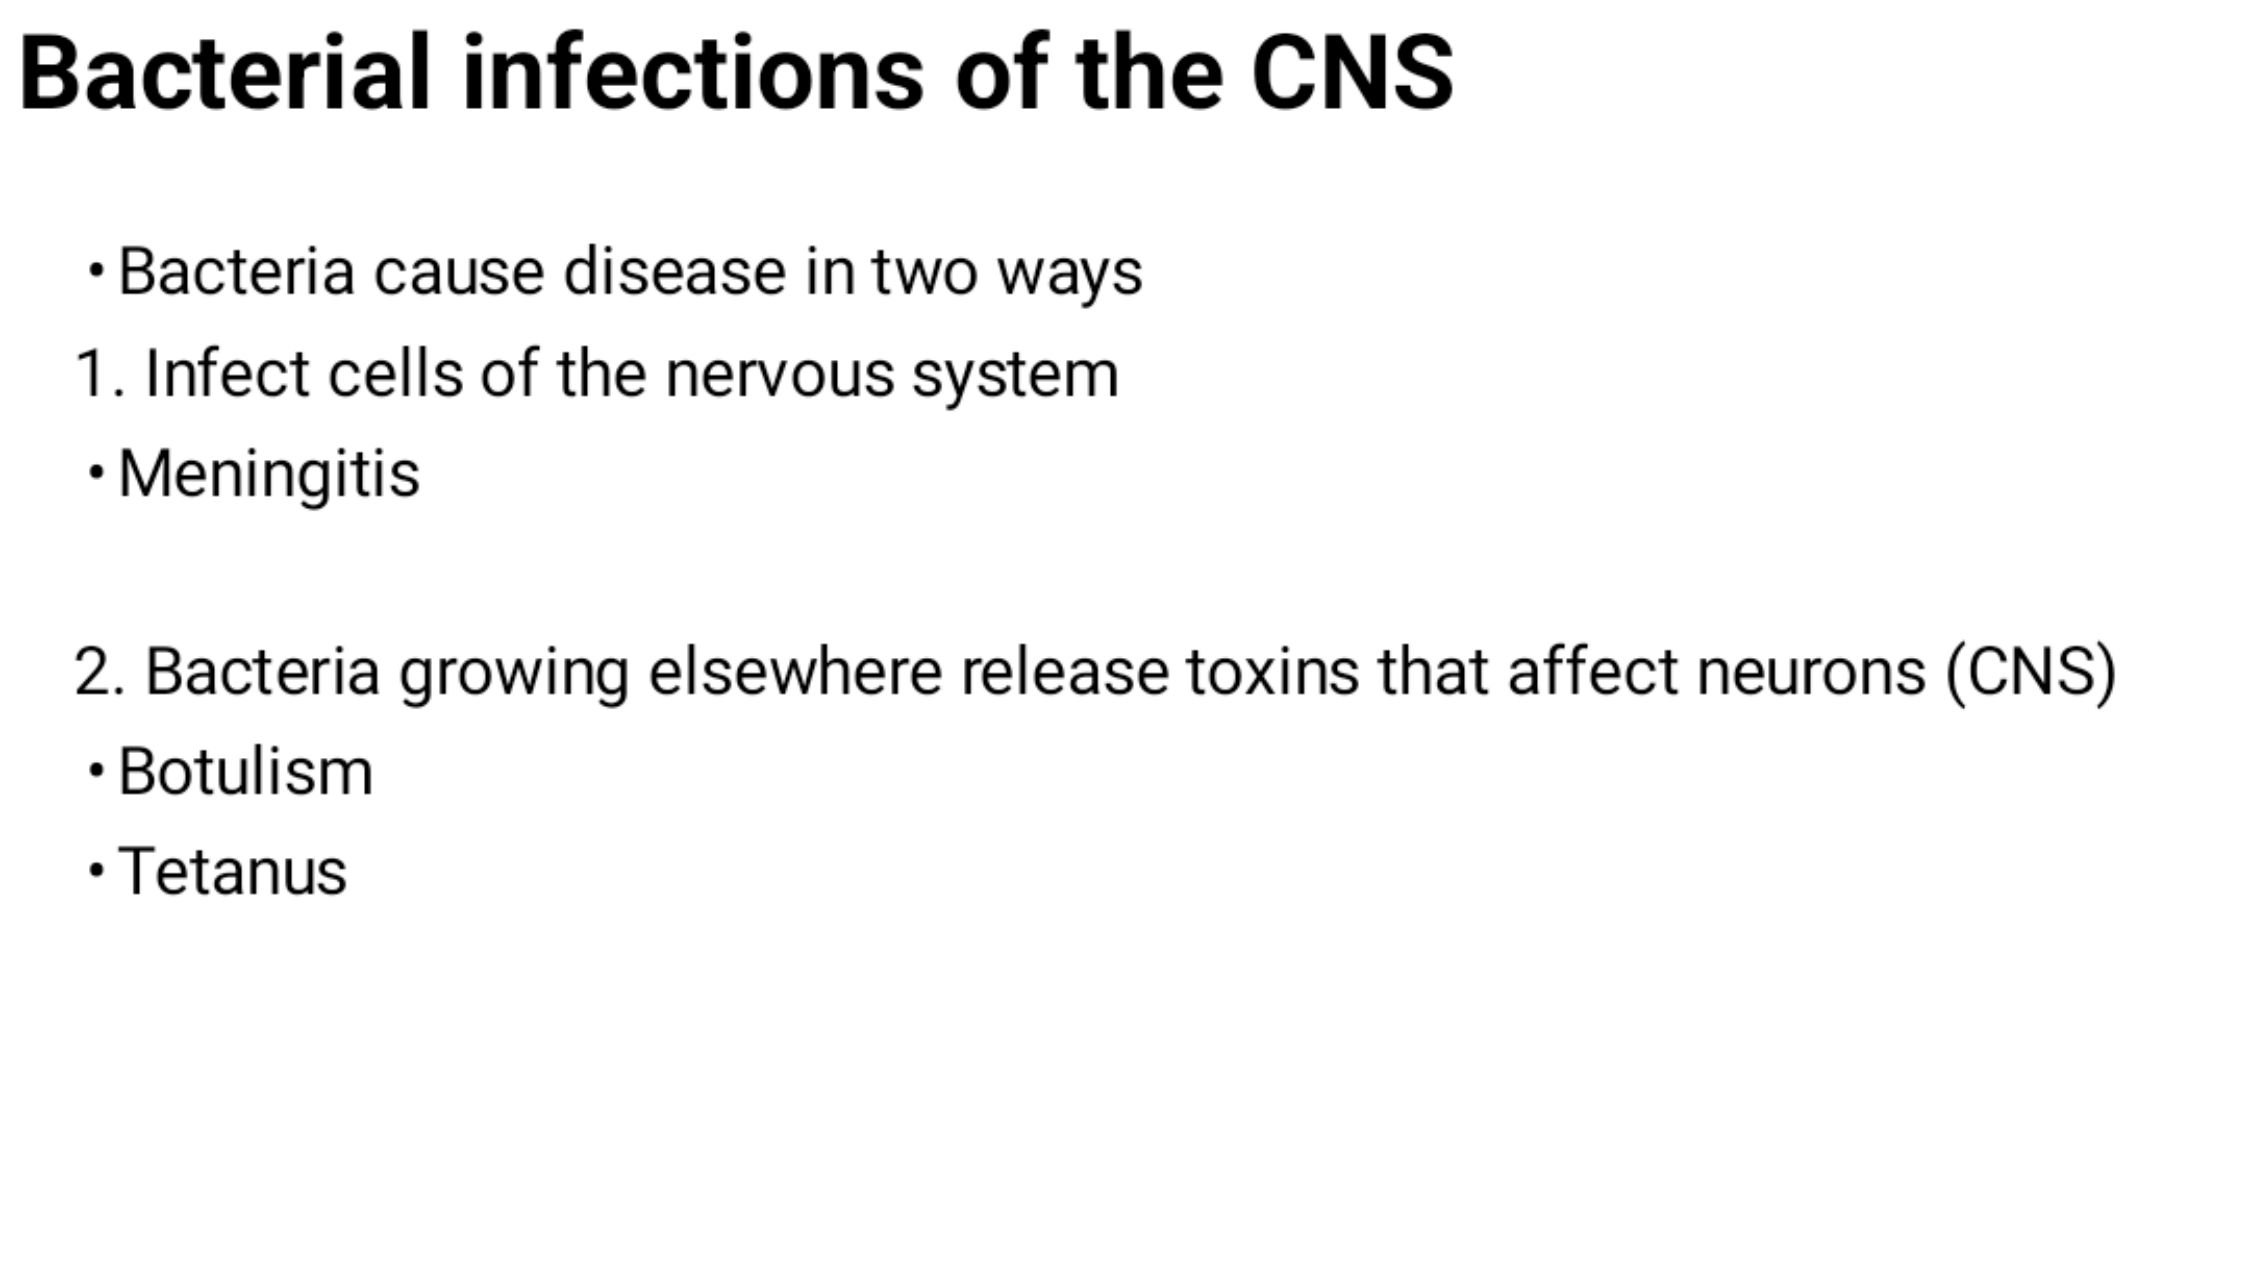 Bacterial infections of the CNS
• Bacteria cause disease in two ways
1. Infect cells of the nervous system
• Meningitis
2. Bacteria growing elsewhere release toxins that affect neurons (CNS)
• Botulism
• Tetanus